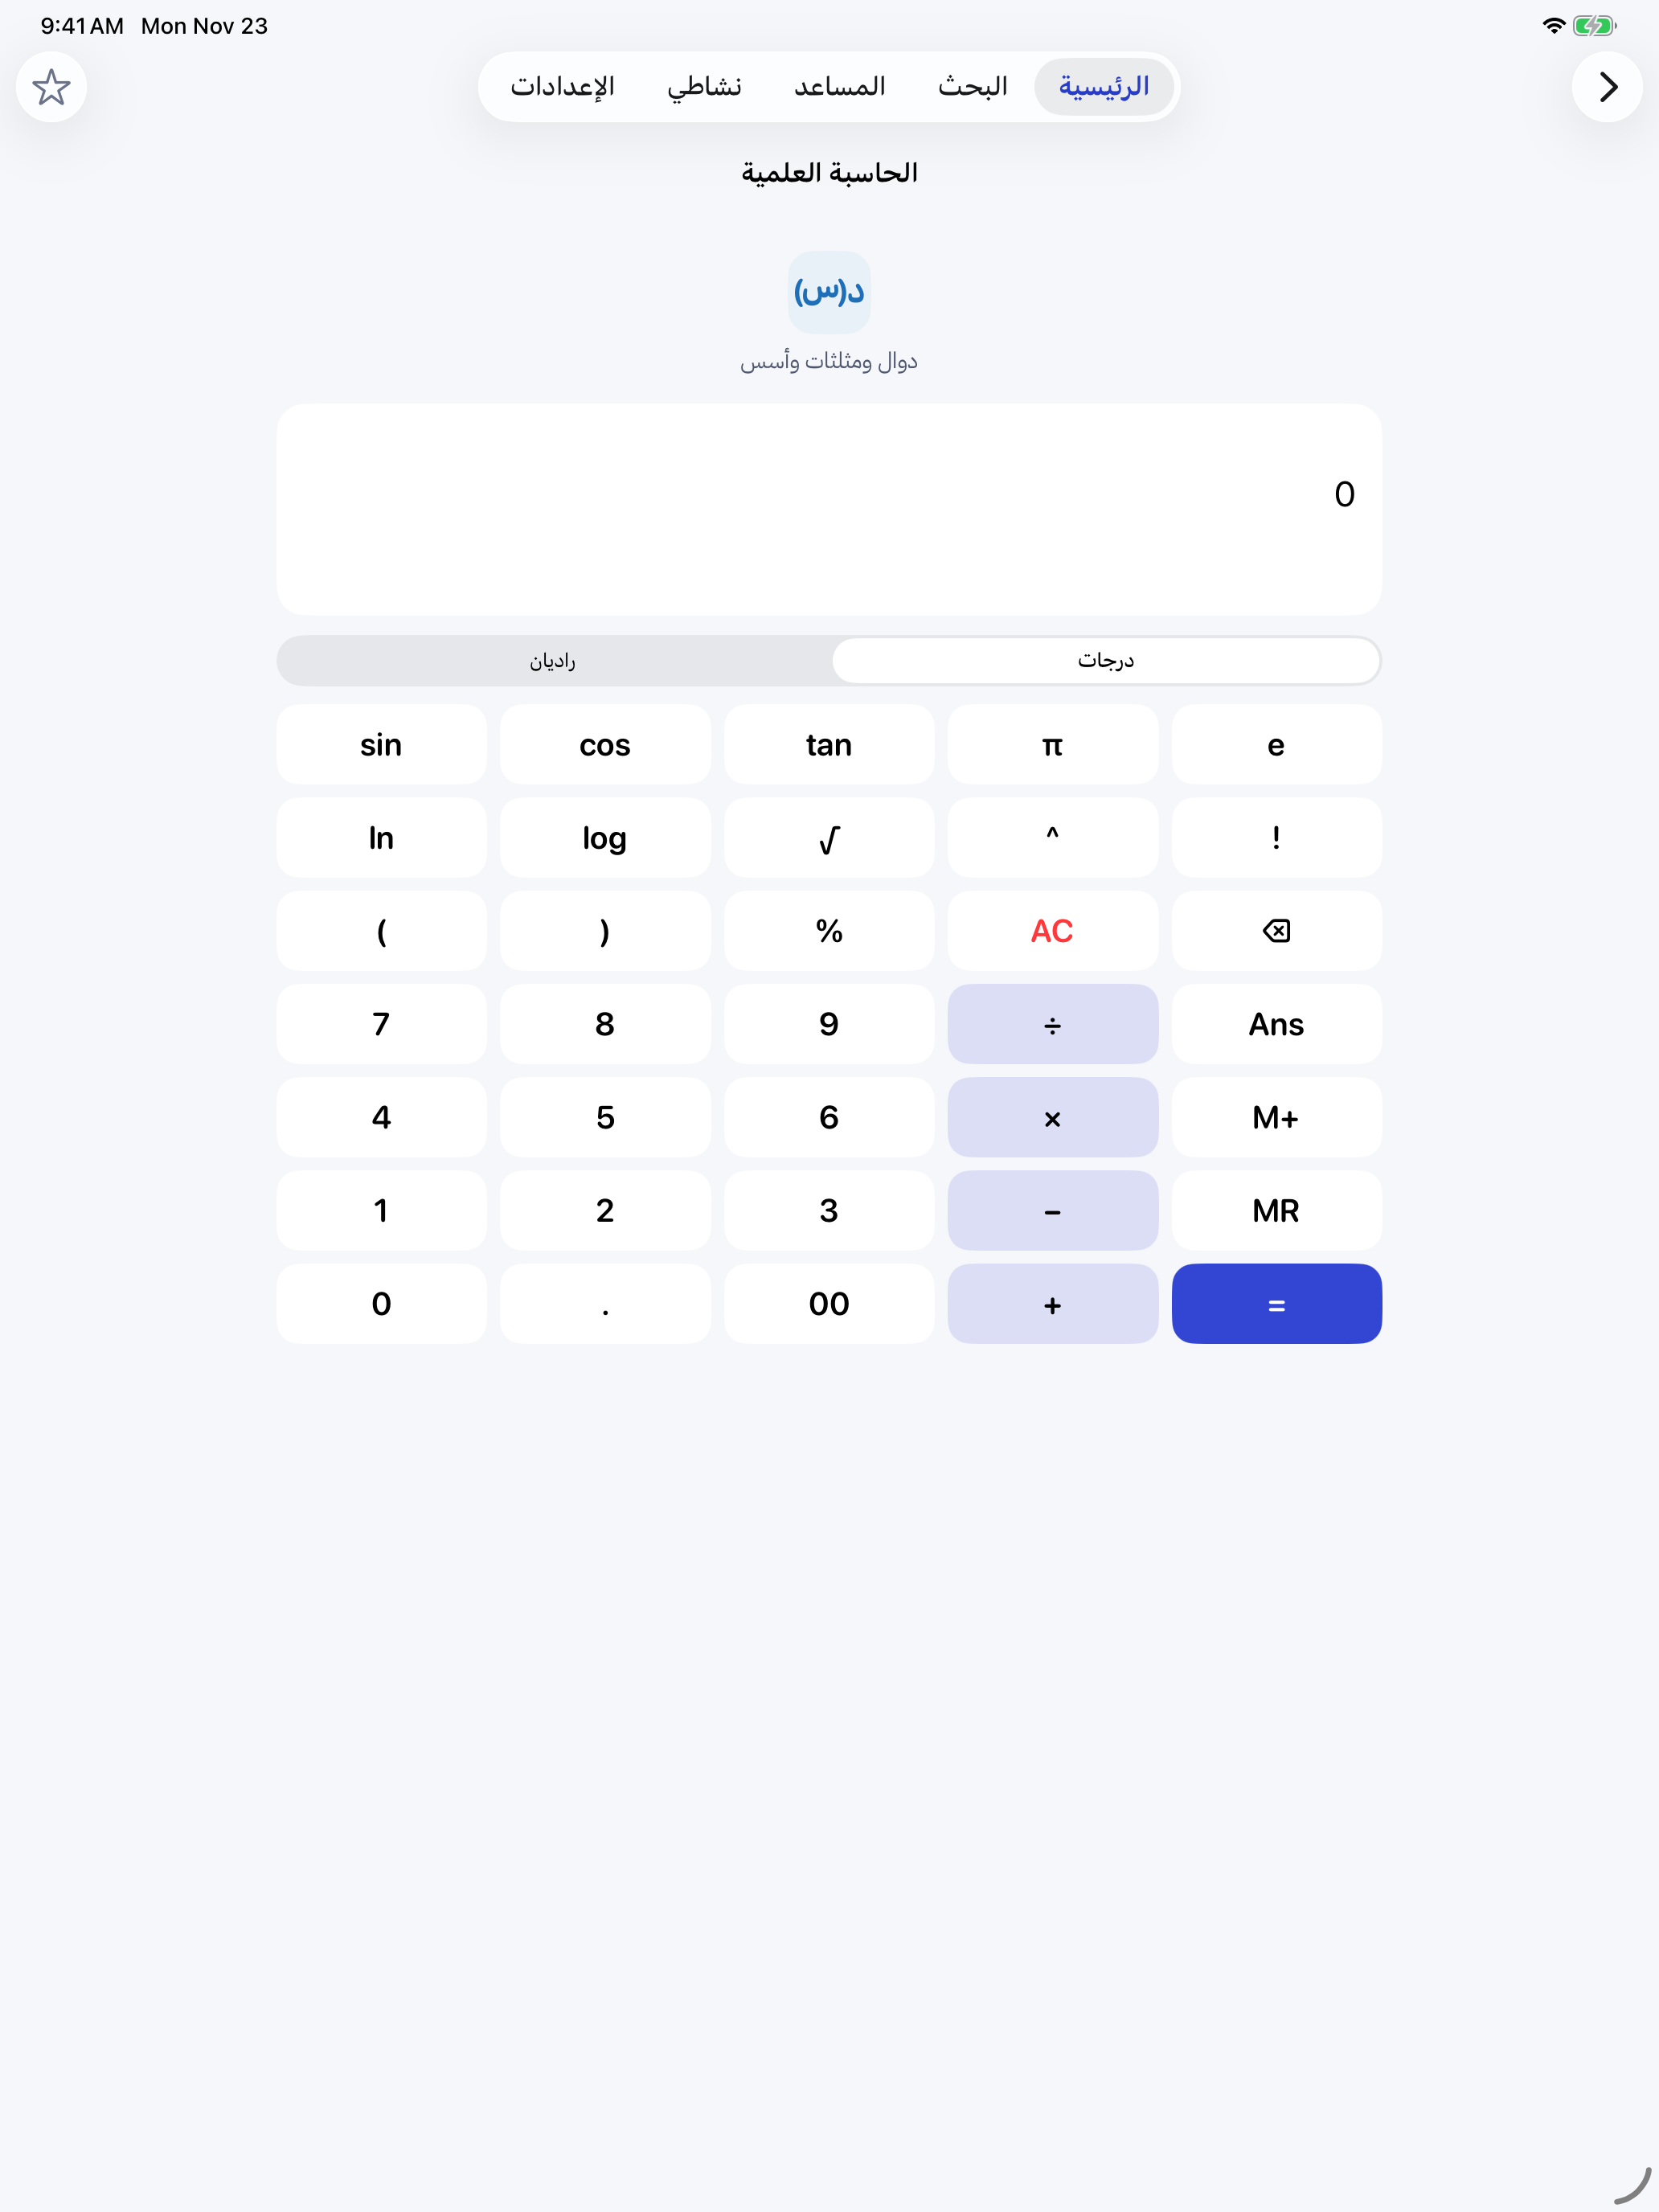 9:41 AM Mon Nov 23
الرئيسية البحث المساعد نشاطي الإعدادات
الحاسبة العلمية
د(س)
دوال ومثلثات وأسس
0
درجات راديان
sin cos tan π e
ln log √ ^ !
( ) % AC
7 8 9 ÷ Ans
4 5 6 × M+
1 2 3 − MR
0 . 00 + =